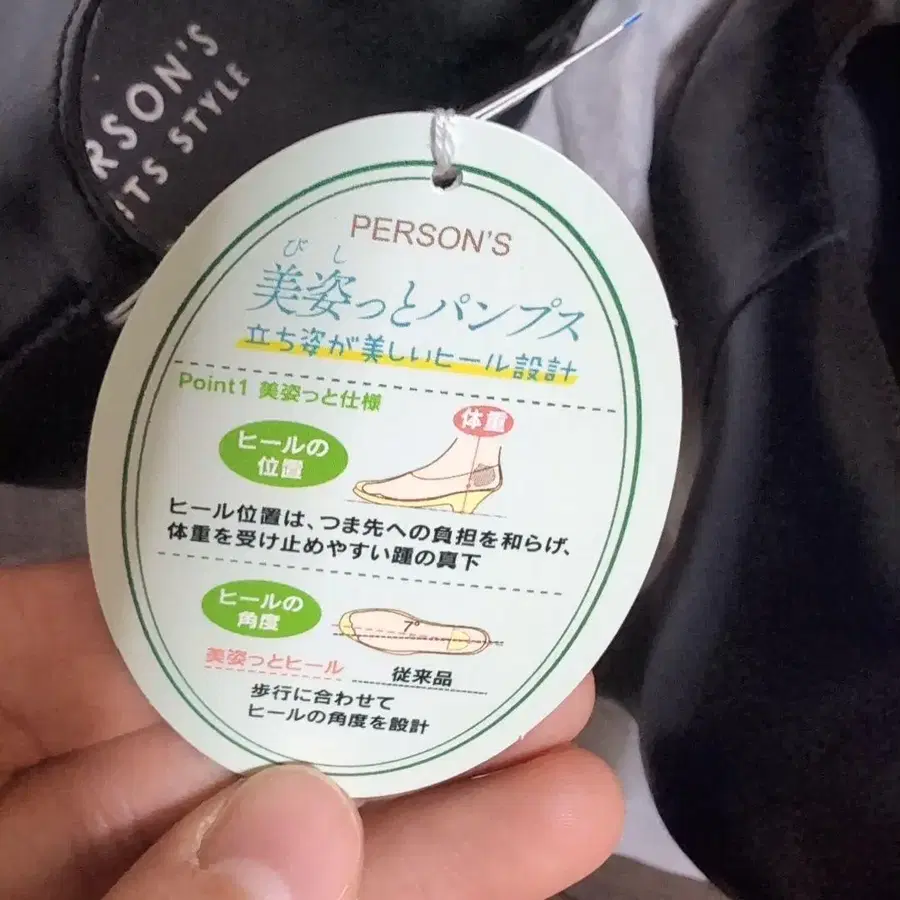 PERSON'S
ITS STYLE
PERSON'S
びし
美姿っとパンプス
立ち姿が美しいヒール設計
Point1 美姿っと仕様
体重
ヒールの
位置
ヒール位置は、つま先への負担を和らげ、
体重を受け止めやすい踵の真下
ヒールの
角度
7°
美姿っとヒール
従来品
歩行に合わせて
ヒールの角度を設計